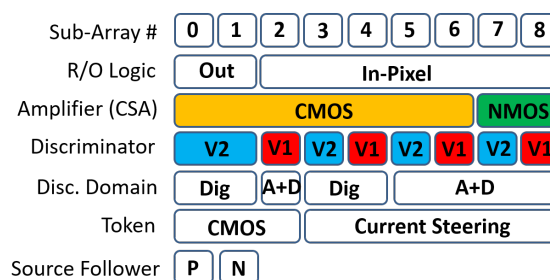 Sub-Array # 0 1 2 3 4 5 6 7 8
R/O Logic Out In-Pixel
Amplifier (CSA) CMOS NMOS
Discriminator V2 V1 V2 V1 V2 V1 V2 V1
Disc. Domain Dig A+D Dig A+D
Token CMOS Current Steering
Source Follower P N